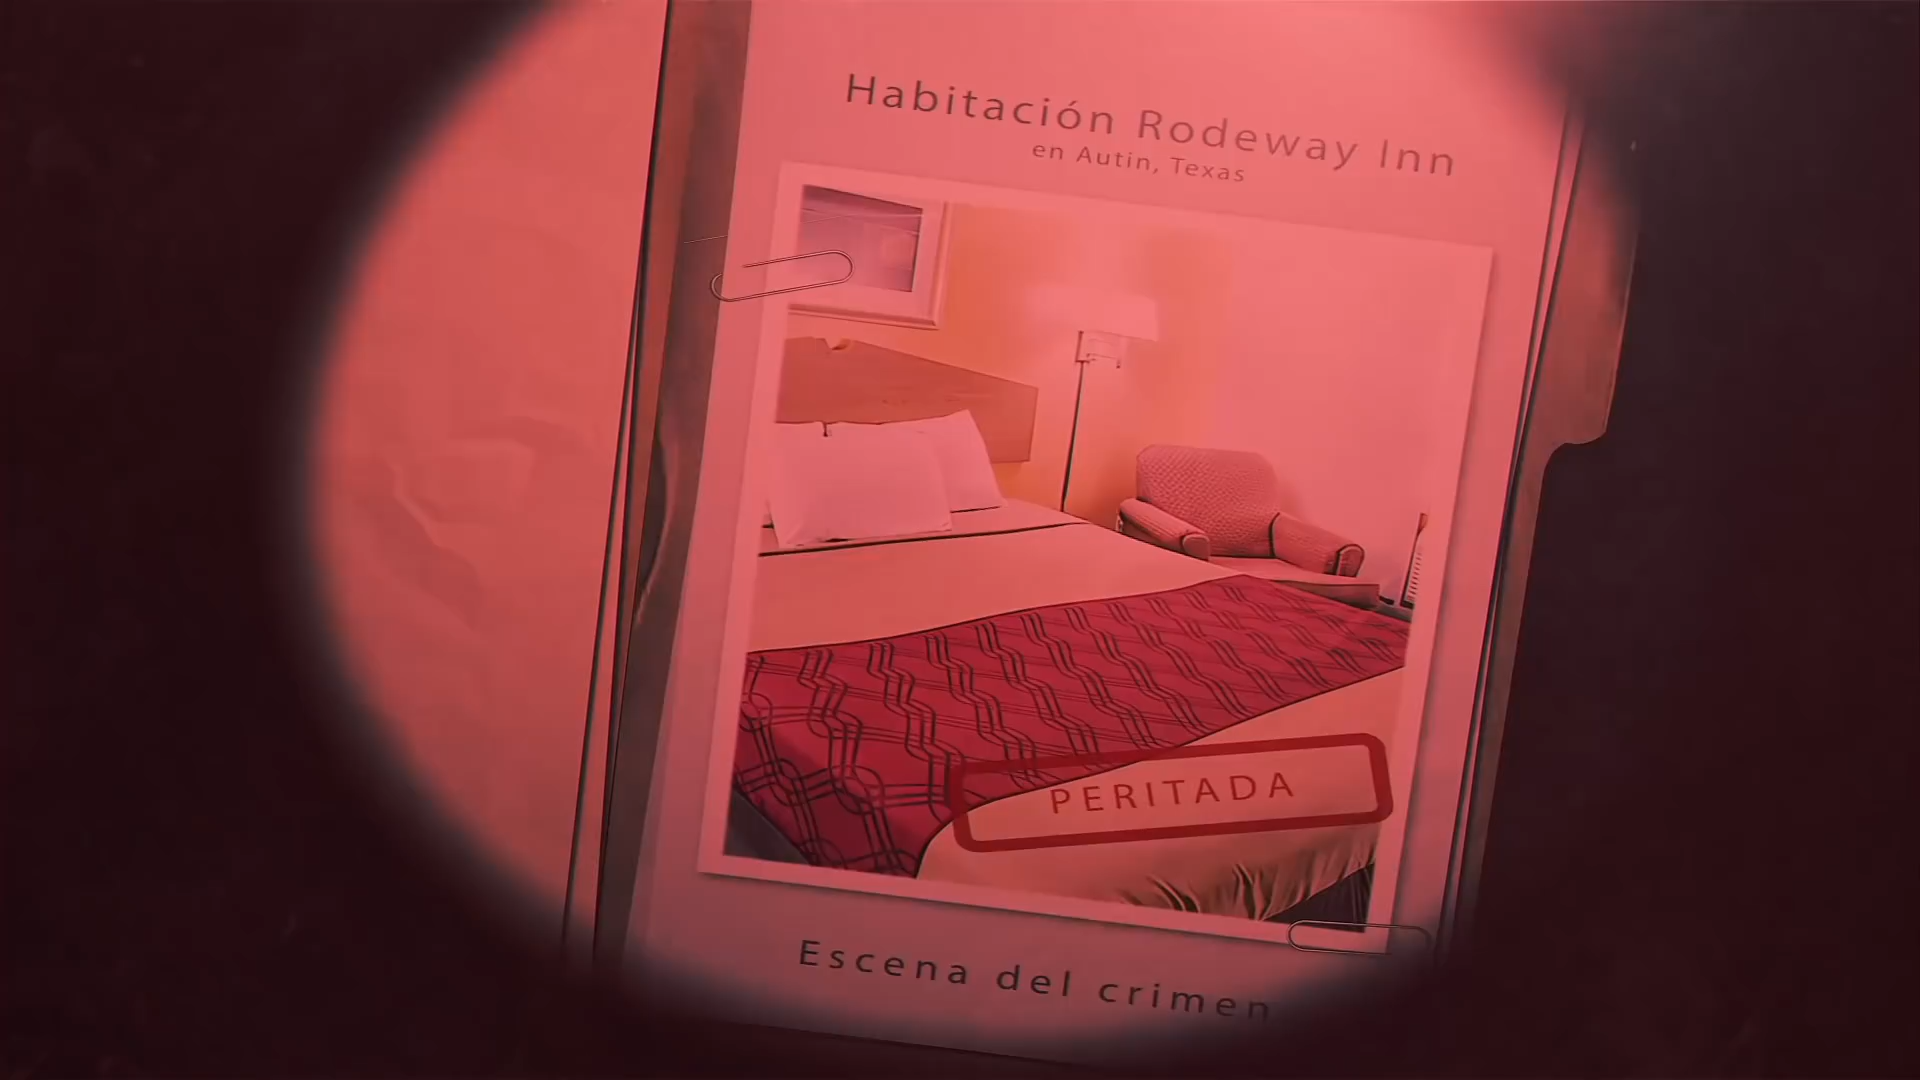 Habitación Rodeway Inn
en Autin, Texas
PERITADA
Escena del crimen